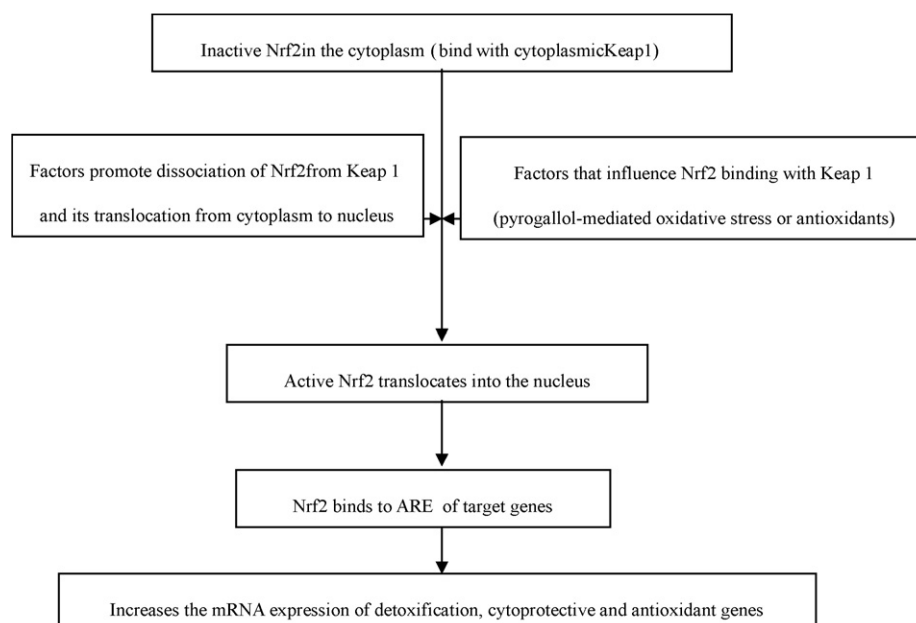 Inactive Nrf2in the cytoplasm ( bind with cytoplasmicKeap1)
Factors promote dissociation of Nrf2from Keap 1
and its translocation from cytoplasm to nucleus
Factors that influence Nrf2 binding with Keap 1
(pyrogallol-mediated oxidative stress or antioxidants)
Active Nrf2 translocates into the nucleus
Nrf2 binds to ARE of target genes
Increases the mRNA expression of detoxification, cytoprotective and antioxidant genes